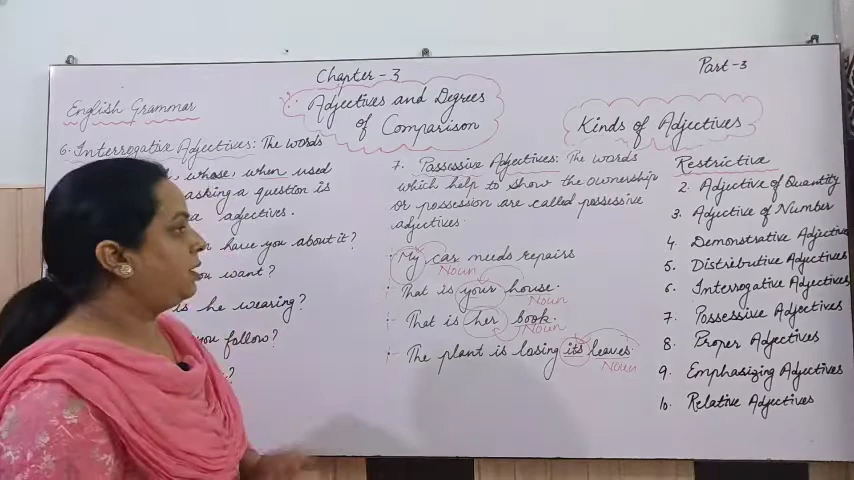 Chapter - 3
Part - 3
English Grammar
Adjectives and Degrees
of Comparison
Kinds of Adjectives
6. Interrogative Adjectives: The words
, whose, when used
asking a question is
adjectives.
have you about it?
you want?
is he wearing?
you follow?
?
7. Possessive Adjectives: The words
which help to show the ownership
or possession are called possessive
adjectives.
My car needs repairs
Noun
That is your house.
Noun
That is her book.
Noun
The plant is losing its leaves.
Noun
Restrictive
2. Adjective of Quantity
3. Adjective of Number
4. Demonstrative Adjective
5. Distributive Adjectives
6. Interrogative Adjectives
7. Possessive Adjectives
8. Proper Adjectives
9. Emphasizing Adjectives
10. Relative Adjectives